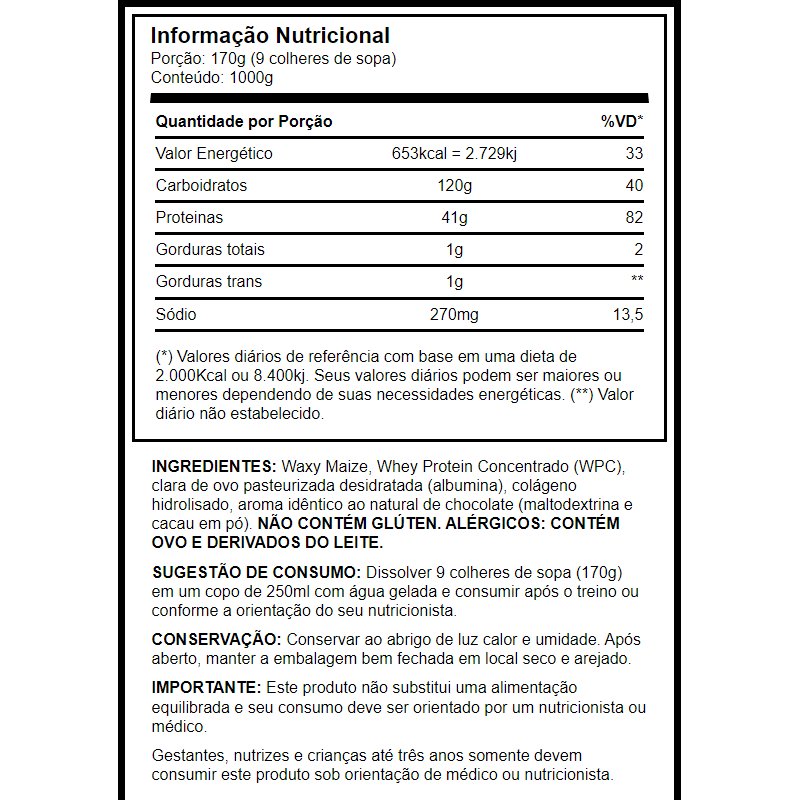 Informação Nutricional
Porção: 170g (9 colheres de sopa)
Conteúdo: 1000g
Quantidade por Porção %VD*
Valor Energético 653kcal = 2.729kj 33
Carboidratos 120g 40
Proteinas 41g 82
Gorduras totais 1g 2
Gorduras trans 1g **
Sódio 270mg 13,5
(*) Valores diários de referência com base em uma dieta de
2.000Kcal ou 8.400kj. Seus valores diários podem ser maiores ou
menores dependendo de suas necessidades energéticas. (**) Valor
diário não estabelecido.
INGREDIENTES: Waxy Maize, Whey Protein Concentrado (WPC),
clara de ovo pasteurizada desidratada (albumina), colágeno
hidrolisado, aroma idêntico ao natural de chocolate (maltodextrina e
cacau em pó). NÃO CONTÉM GLÚTEN. ALÉRGICOS: CONTÉM
OVO E DERIVADOS DO LEITE.
SUGESTÃO DE CONSUMO: Dissolver 9 colheres de sopa (170g)
em um copo de 250ml com água gelada e consumir após o treino ou
conforme a orientação do seu nutricionista.
CONSERVAÇÃO: Conservar ao abrigo de luz calor e umidade. Após
aberto, manter a embalagem bem fechada em local seco e arejado.
IMPORTANTE: Este produto não substitui uma alimentação
equilibrada e seu consumo deve ser orientado por um nutricionista ou
médico.
Gestantes, nutrizes e crianças até três anos somente devem
consumir este produto sob orientação de médico ou nutricionista.